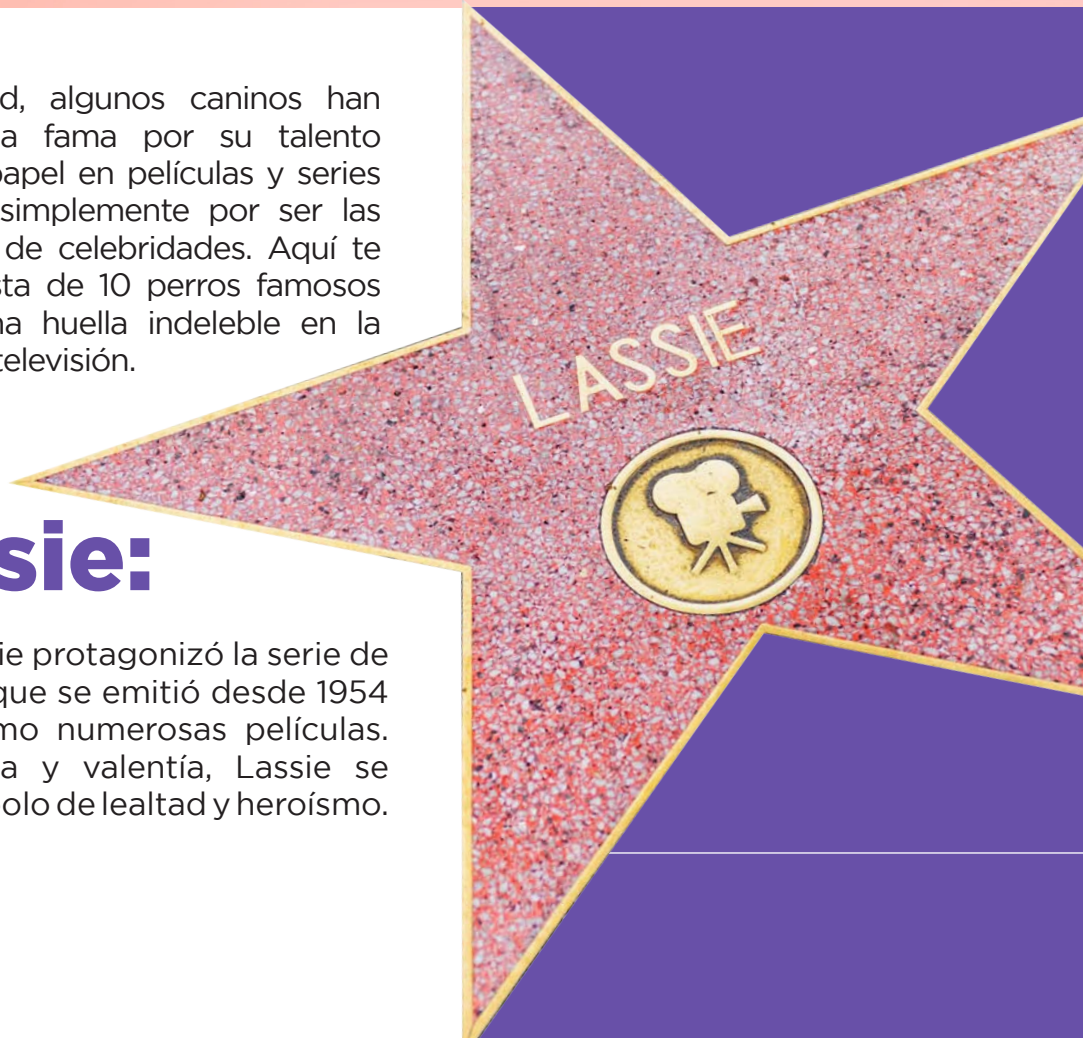 d, algunos caninos han
a fama por su talento
papel en películas y series
simplemente por ser las
de celebridades. Aquí te
sta de 10 perros famosos
na huella indeleble en la
televisión.
LASSIE
sie:
ie protagonizó la serie de
que se emitió desde 1954
mo numerosas películas.
a y valentía, Lassie se
olo de lealtad y heroísmo.